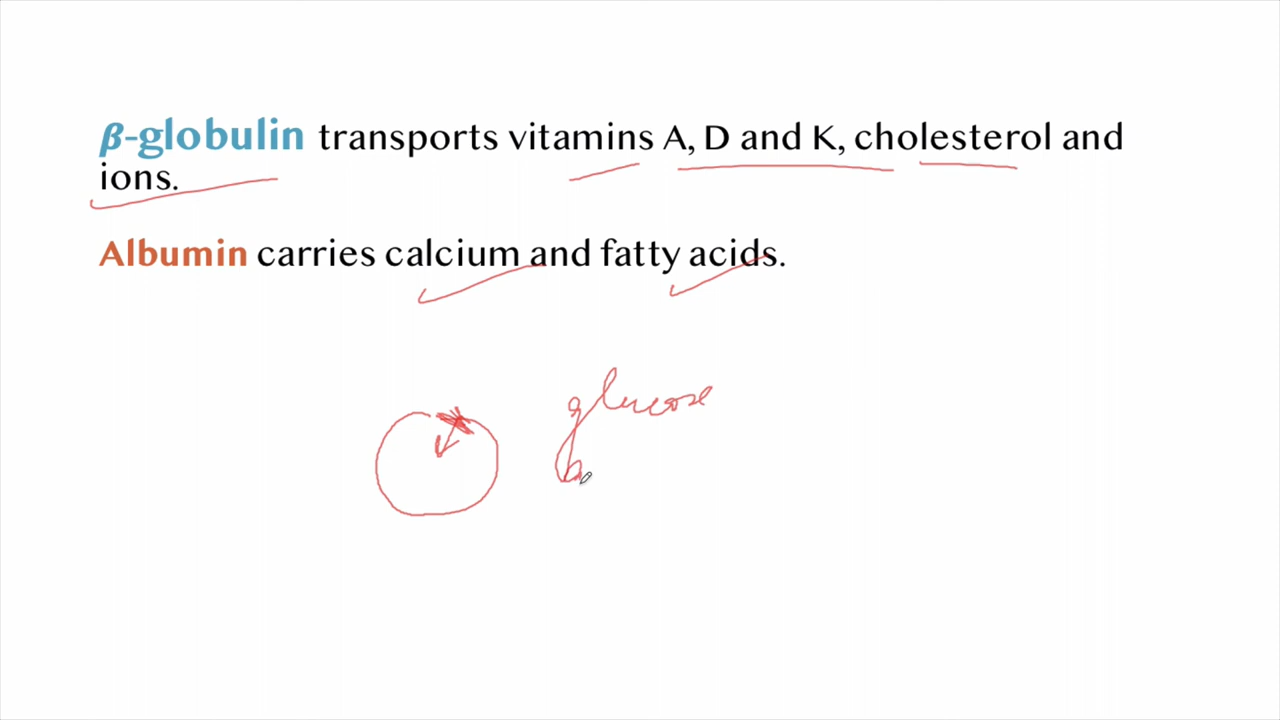 β-globulin transports vitamins A, D and K, cholesterol and
ions.
Albumin carries calcium and fatty acids.
glucose